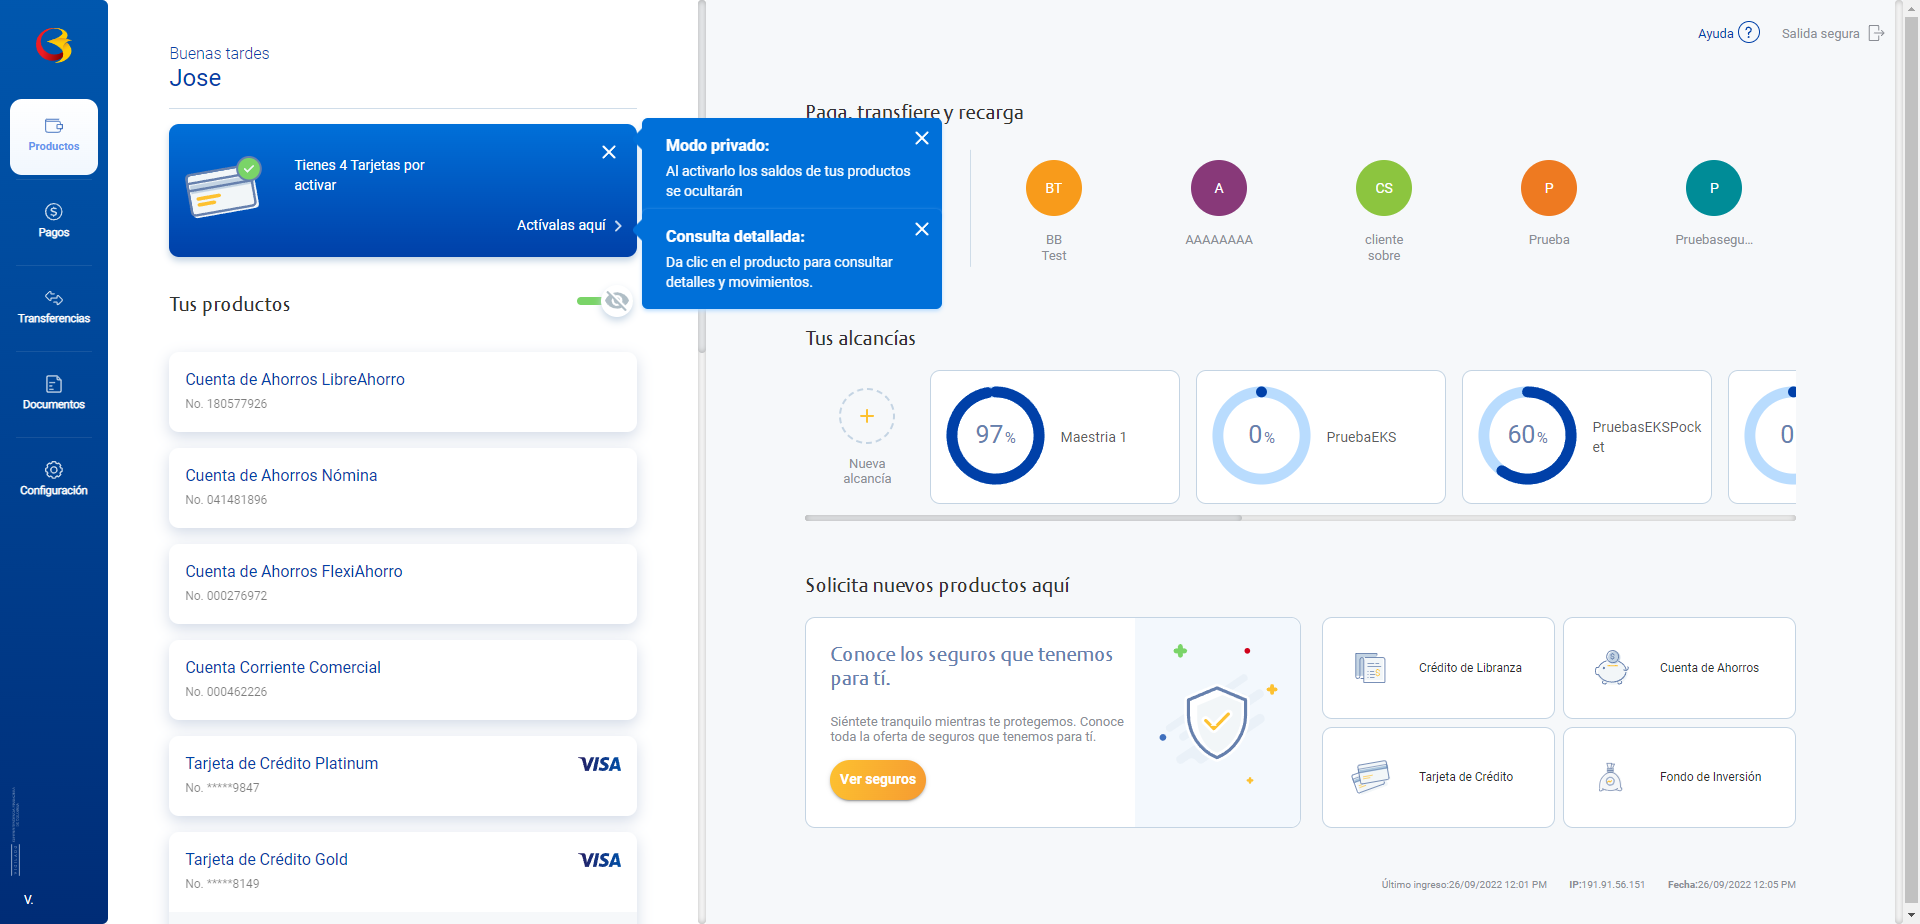 Productos
Pagos
Transferencias
Documentos
Configuración
V.
Buenas tardes
Jose
Tienes 4 Tarjetas por
activar
Actívalas aquí
Tus productos
Cuenta de Ahorros LibreAhorro
No. 180577926
Cuenta de Ahorros Nómina
No. 041481896
Cuenta de Ahorros FlexiAhorro
No. 000276972
Cuenta Corriente Comercial
No. 000462226
Tarjeta de Crédito Platinum
VISA
No. *****9847
Tarjeta de Crédito Gold
VISA
No. *****8149
Modo privado:
Al activarlo los saldos de tus productos
se ocultarán
Consulta detallada:
Da clic en el producto para consultar
detalles y movimientos.
Ayuda ?
Salida segura
Paga, transfiere y recarga
BT
BB
Test
A
AAAAAAAA
CS
cliente
sobre
P
Prueba
P
Pruebasegu...
Tus alcancías
Nueva
alcancía
97%
Maestria 1
0%
PruebaEKS
60%
PruebasEKSPock
et
0
Solicita nuevos productos aquí
Conoce los seguros que tenemos
para tí.
Siéntete tranquilo mientras te protegemos. Conoce
toda la oferta de seguros que tenemos para tí.
Ver seguros
Crédito de Libranza
Cuenta de Ahorros
Tarjeta de Crédito
Fondo de Inversión
Último ingreso:26/09/2022 12:01 PM
IP:191.91.56.151
Fecha:26/09/2022 12:05 PM